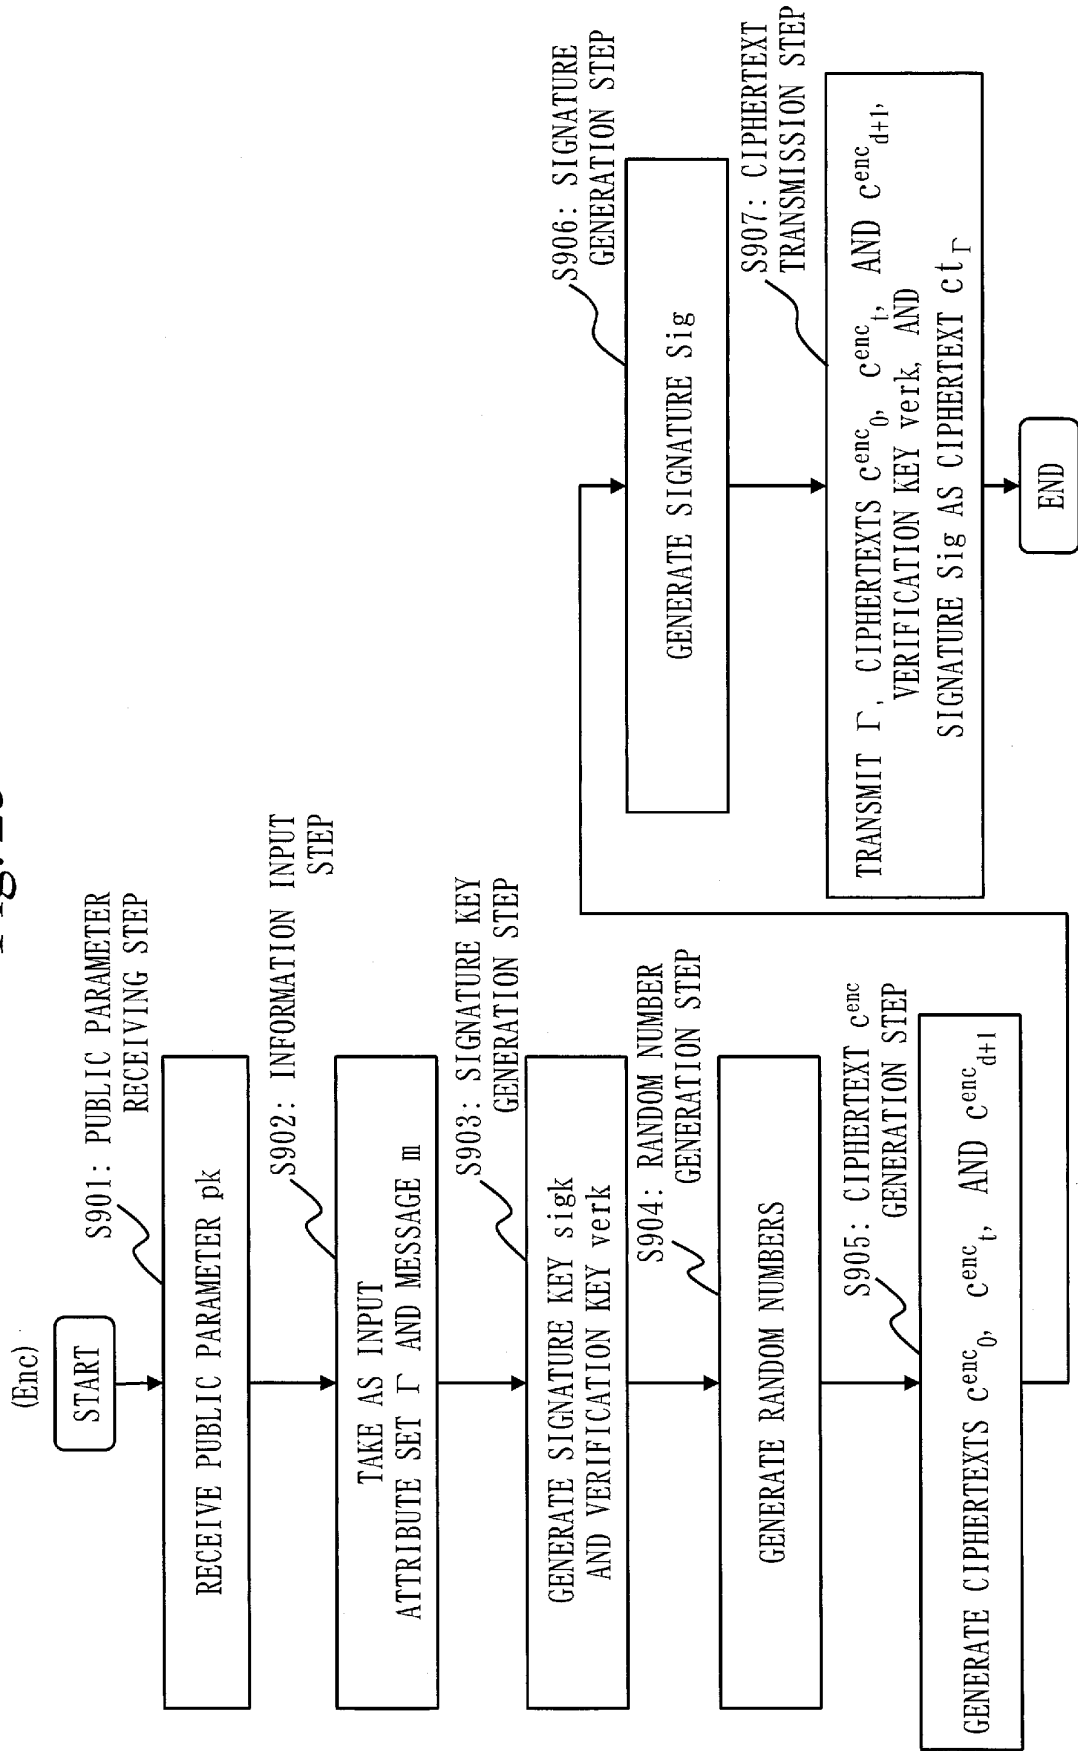 (Enc)
START
S901: PUBLIC PARAMETER
RECEIVING STEP
RECEIVE PUBLIC PARAMETER pk
S902: INFORMATION INPUT
STEP
TAKE AS INPUT
ATTRIBUTE SET Γ AND MESSAGE m
S903: SIGNATURE KEY
GENERATION STEP
GENERATE SIGNATURE KEY sigk
AND VERIFICATION KEY verk
S904: RANDOM NUMBER
GENERATION STEP
GENERATE RANDOM NUMBERS
S905: CIPHERTEXT c^enc
GENERATION STEP
GENERATE CIPHERTEXTS c^enc_0, c^enc_t, AND c^enc_d+1
S906: SIGNATURE
GENERATION STEP
GENERATE SIGNATURE Sig
S907: CIPHERTEXT
TRANSMISSION STEP
TRANSMIT Γ, CIPHERTEXTS c^enc_0, c^enc_t, AND c^enc_d+1,
VERIFICATION KEY verk, AND
SIGNATURE Sig AS CIPHERTEXT ct_Γ
END